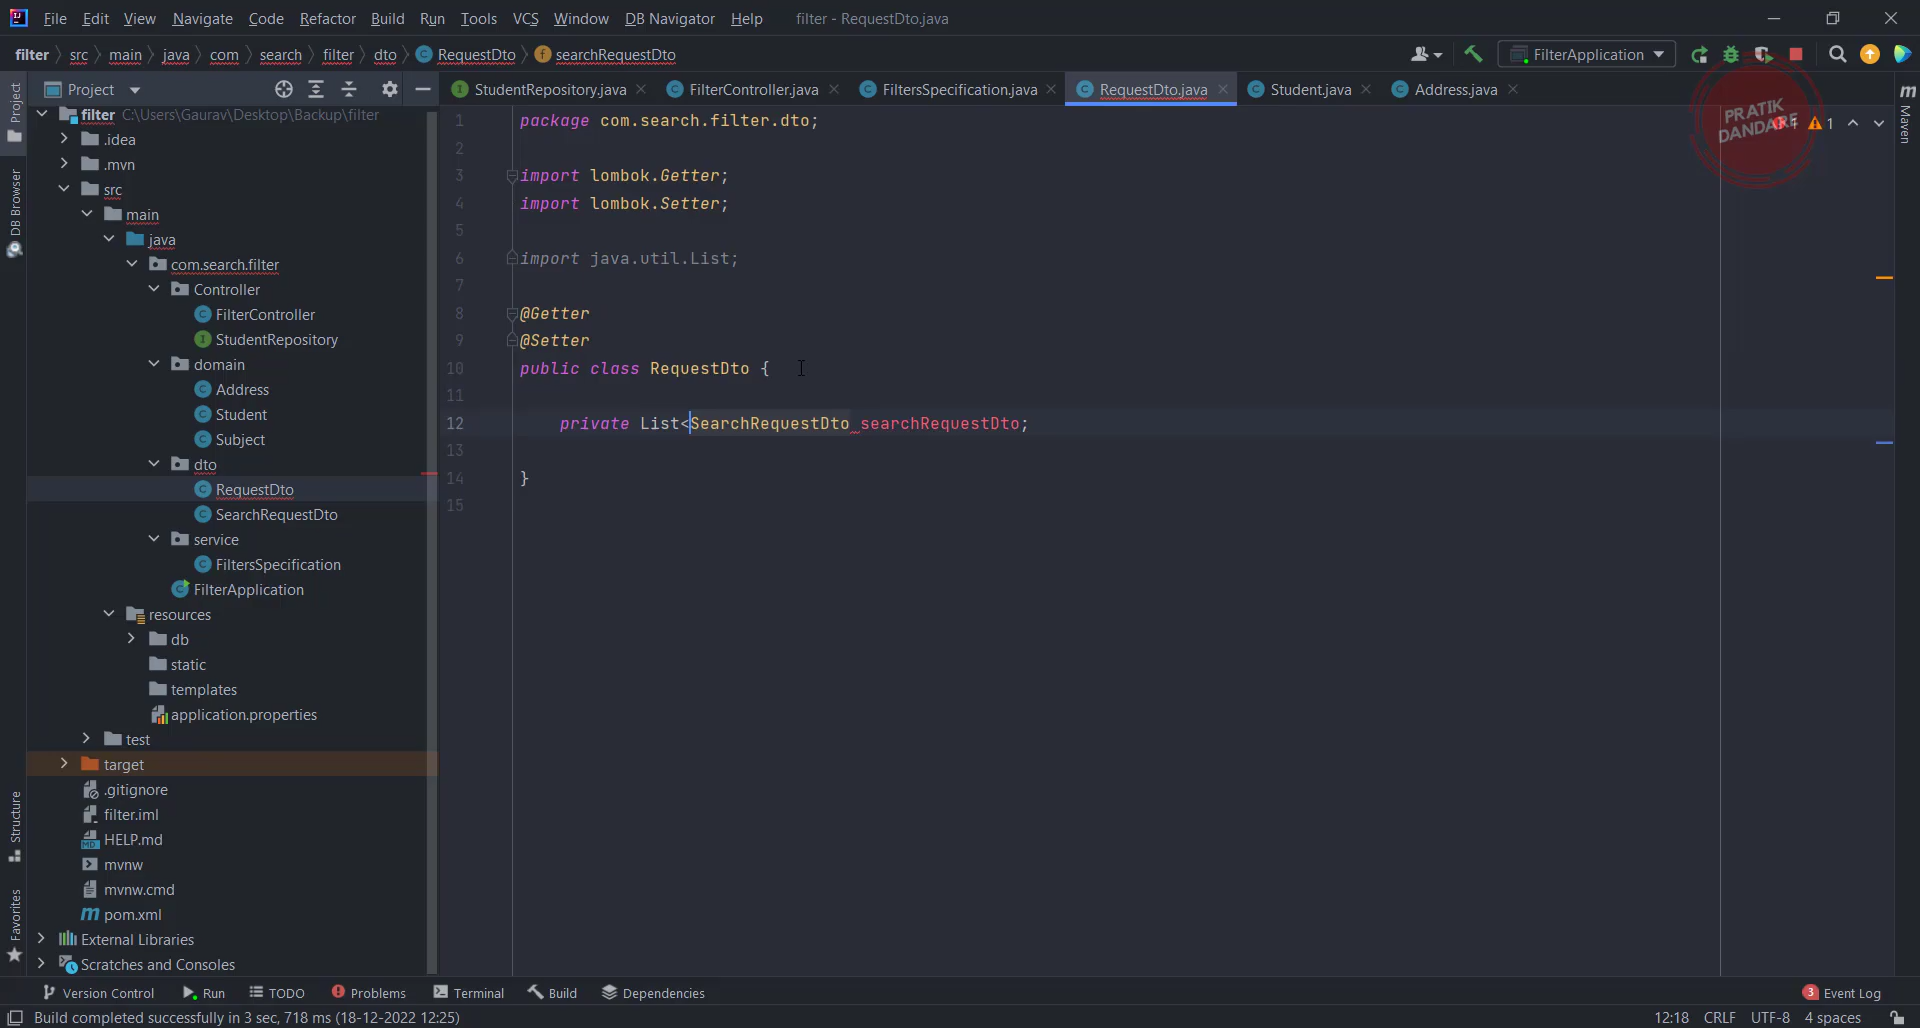 File Edit View Navigate Code Refactor Build Run Tools VCS Window DB Navigator Help filter - RequestDto.java
filter src main java com search filter dto RequestDto searchRequestDto FilterApplication
Project
StudentRepository.java FilterController.java FiltersSpecification.java RequestDto.java Student.java Address.java
Project
DB Browser
Structure
Favorites
Maven
PRATIK
DANDARE
1 1
filter C:\Users\Gaurav\Desktop\Backup\filter
.idea
.mvn
src
main
java
com.search.filter
Controller
FilterController
StudentRepository
domain
Address
Student
Subject
dto
RequestDto
SearchRequestDto
service
FiltersSpecification
FilterApplication
resources
db
static
templates
application.properties
test
target
.gitignore
filter.iml
HELP.md
mvnw
mvnw.cmd
pom.xml
External Libraries
Scratches and Consoles
1 package com.search.filter.dto;
2
3 import lombok.Getter;
4 import lombok.Setter;
5
6 import java.util.List;
7
8 @Getter
9 @Setter
10 public class RequestDto {
11
12 private List<SearchRequestDto searchRequestDto;
13
14 }
15
Version Control Run TODO Problems Terminal Build Dependencies 3 Event Log
Build completed successfully in 3 sec, 718 ms (18-12-2022 12:25) 12:18 CRLF UTF-8 4 spaces